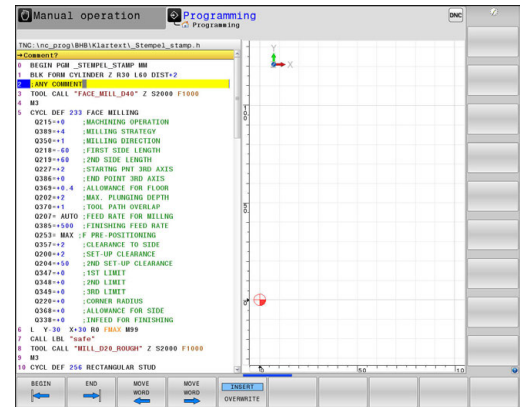 Manual operation
Programming
Programming
DNC
TNC:\nc_prog\BHB\Klartext\_Stempel_stamp.h
→Comment?
0 BEGIN PGM _STEMPEL_STAMP MM
1 BLK FORM CYLINDER Z R30 L60 DIST+2
2 ;ANY COMMENT
3 TOOL CALL "FACE_MILL_D40" Z S2000 F1000
4 M3
5 CYCL DEF 233 FACE MILLING
Q215=+0 ;MACHINING OPERATION
Q389=+4 ;MILLING STRATEGY
Q350=+1 ;MILLING DIRECTION
Q218=-60 ;FIRST SIDE LENGTH
Q219=+60 ;2ND SIDE LENGTH
Q227=+2 ;STARTNG PNT 3RD AXIS
Q386=+0 ;END POINT 3RD AXIS
Q369=+0.4 ;ALLOWANCE FOR FLOOR
Q202=+2 ;MAX. PLUNGING DEPTH
Q370=+1 ;TOOL PATH OVERLAP
Q207= AUTO ;FEED RATE FOR MILLNG
Q385=+500 ;FINISHING FEED RATE
Q253= MAX ;F PRE-POSITIONING
Q357=+2 ;CLEARANCE TO SIDE
Q200=+2 ;SET-UP CLEARANCE
Q204=+50 ;2ND SET-UP CLEARANCE
Q347=+0 ;1ST LIMIT
Q348=+0 ;2ND LIMIT
Q349=+0 ;3RD LIMIT
Q220=+0 ;CORNER RADIUS
Q368=+0 ;ALLOWANCE FOR SIDE
Q338=+0 ;INFEED FOR FINISHING
6 L Y-30 X+30 R0 FMAX M99
7 CALL LBL "safe"
8 TOOL CALL "MILL_D20_ROUGH" Z S2000 F1000
9 M3
10 CYCL DEF 256 RECTANGULAR STUD
Y
X
100
50
0
0
50
BEGIN
END
MOVE WORD
MOVE WORD
INSERT
OVERWRITE